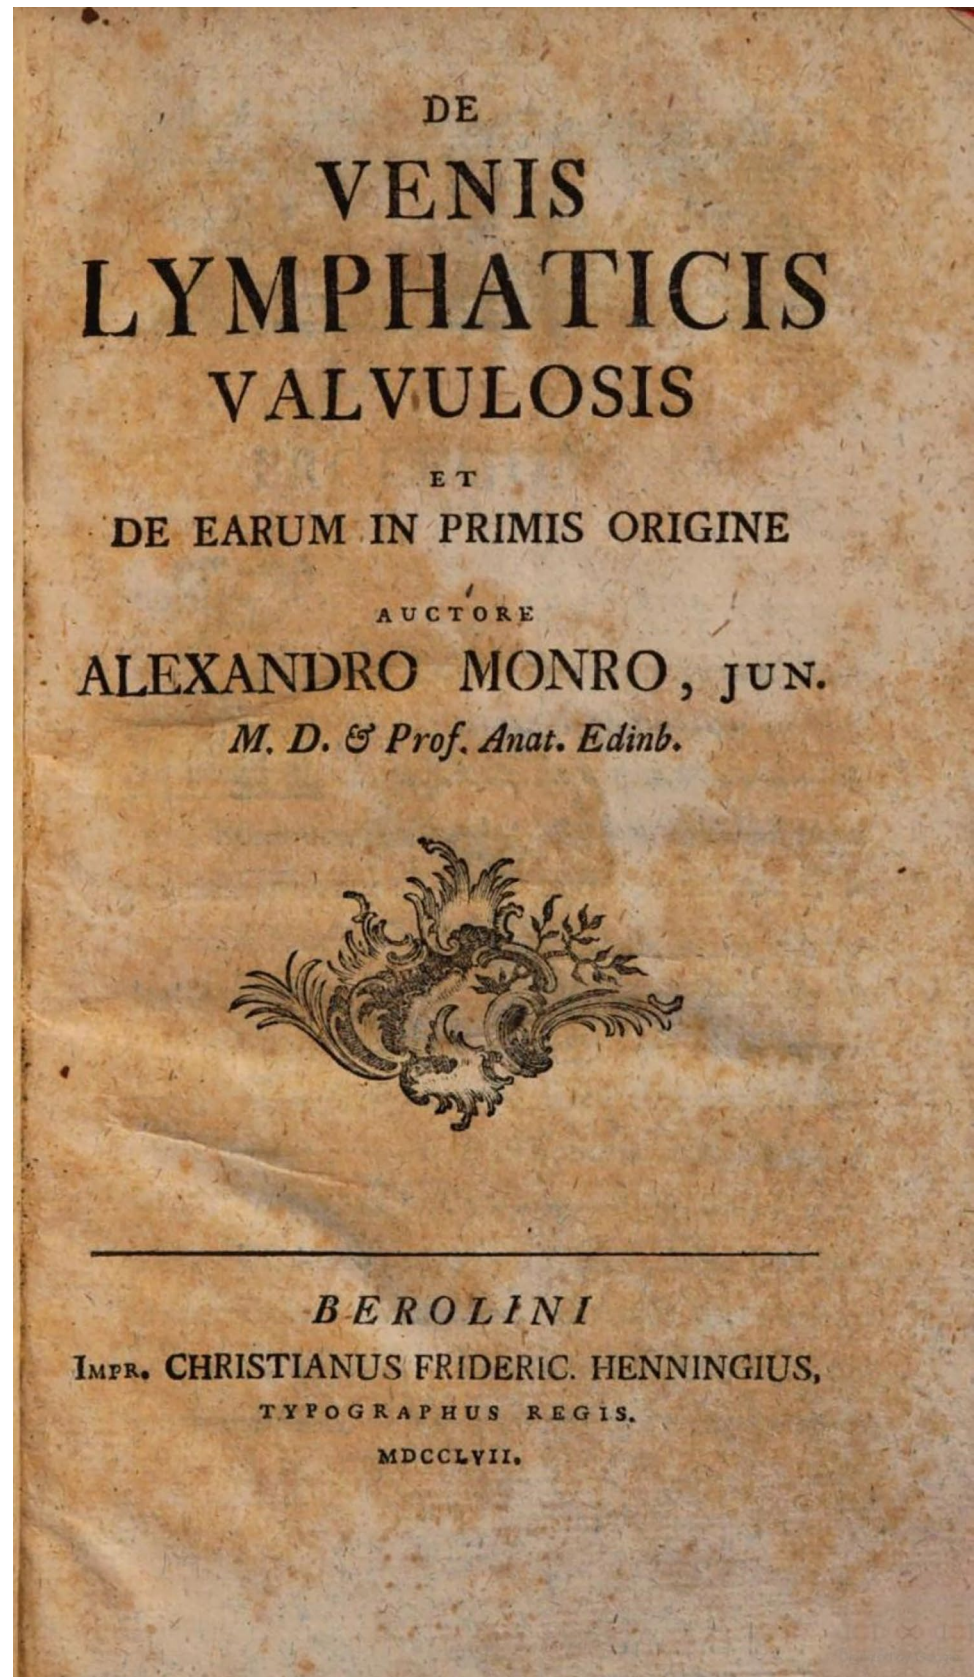 DE
VENIS
LYMPHATICIS
VALVULOSIS
ET
DE EARUM IN PRIMIS ORIGINE
AUCTORE
ALEXANDRO MONRO, JUN.
M. D. & Prof. Anat. Edinb.
BEROLINI
IMPR. CHRISTIANUS FRIDERIC. HENNINGIUS,
TYPOGRAPHUS REGIS.
MDCCLVII.